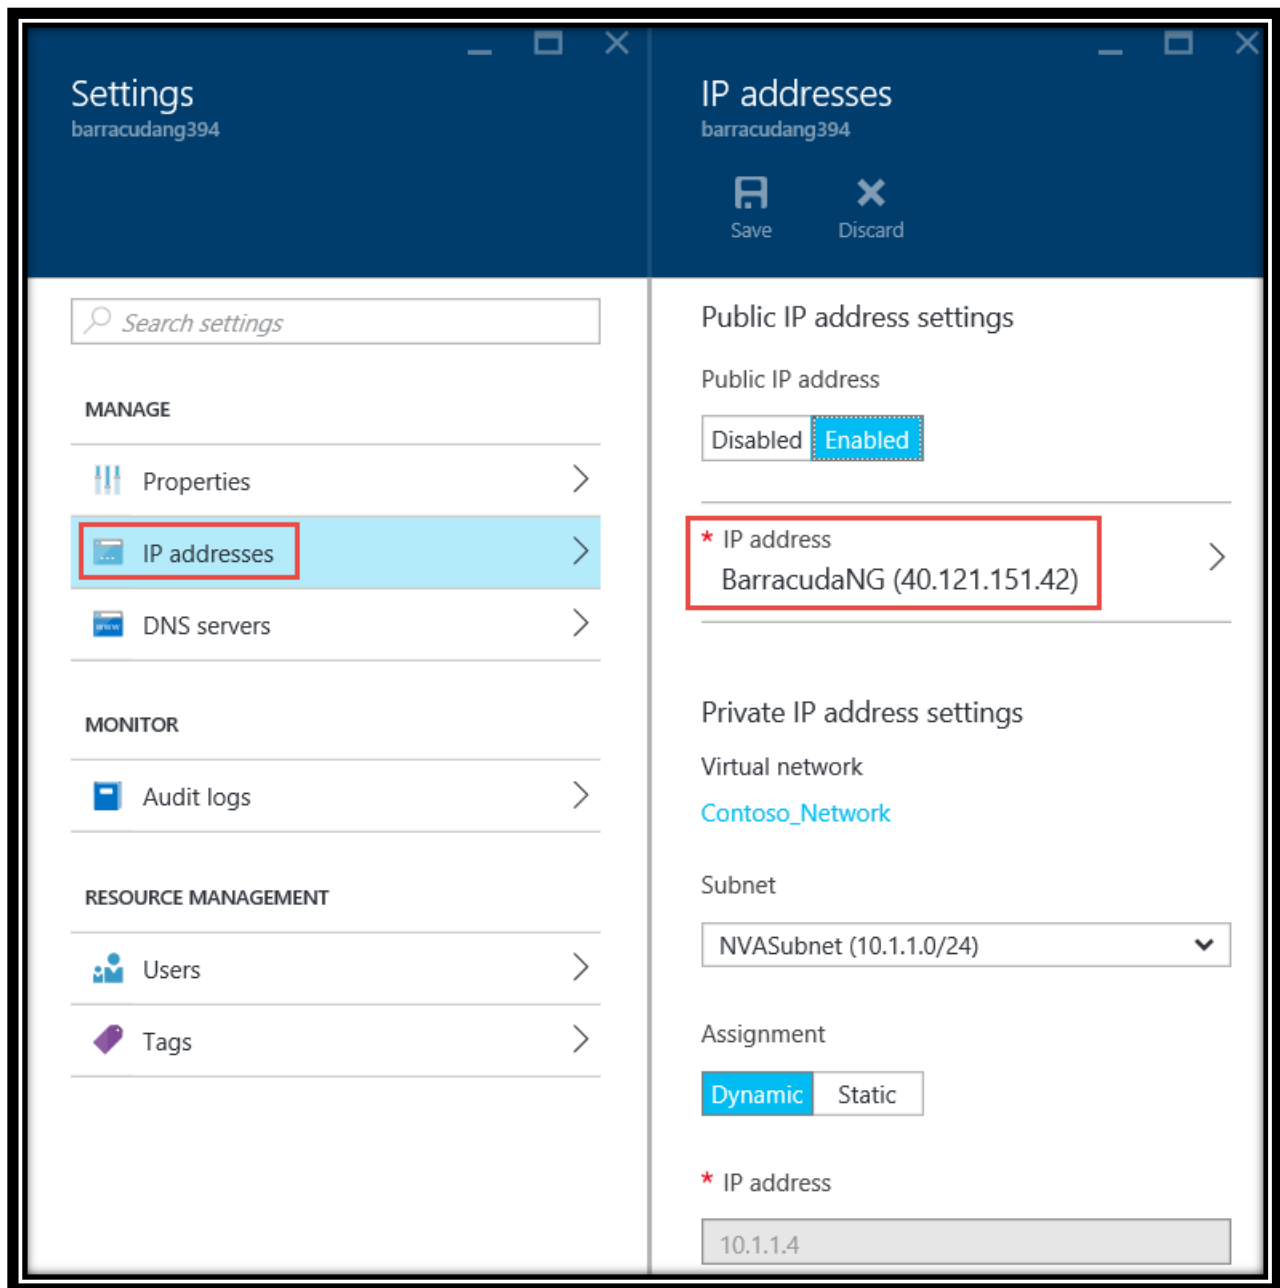 Settings
barracudang394
Search settings
MANAGE
Properties
IP addresses
DNS servers
MONITOR
Audit logs
RESOURCE MANAGEMENT
Users
Tags
IP addresses
barracudang394
Save Discard
Public IP address settings
Public IP address
Disabled Enabled
* IP address
BarracudaNG (40.121.151.42)
Private IP address settings
Virtual network
Contoso_Network
Subnet
NVASubnet (10.1.1.0/24)
Assignment
Dynamic Static
* IP address
10.1.1.4